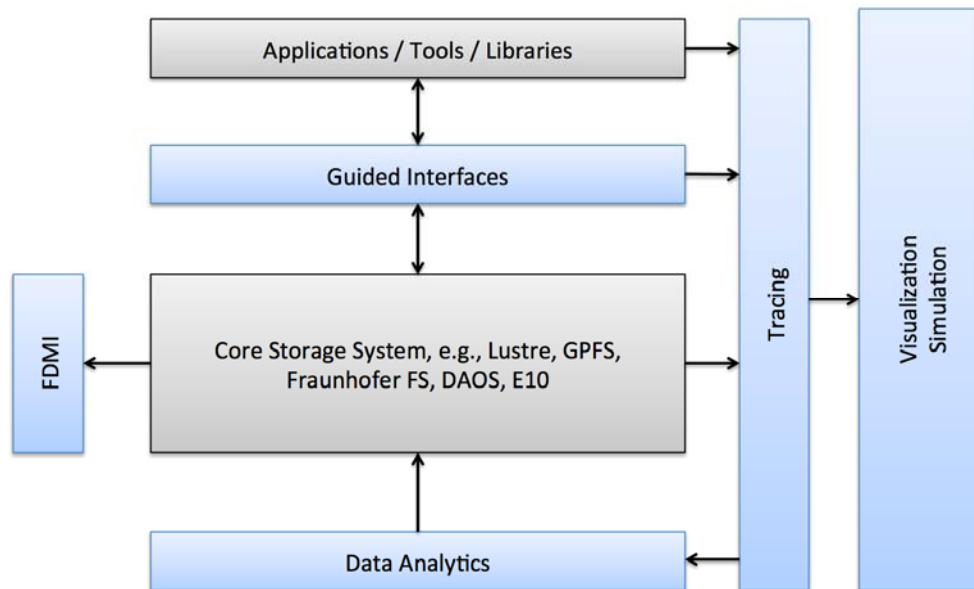 Applications / Tools / Libraries
Guided Interfaces
FDMI
Core Storage System, e.g., Lustre, GPFS,
Fraunhofer FS, DAOS, E10
Data Analytics
Tracing
Visualization
Simulation